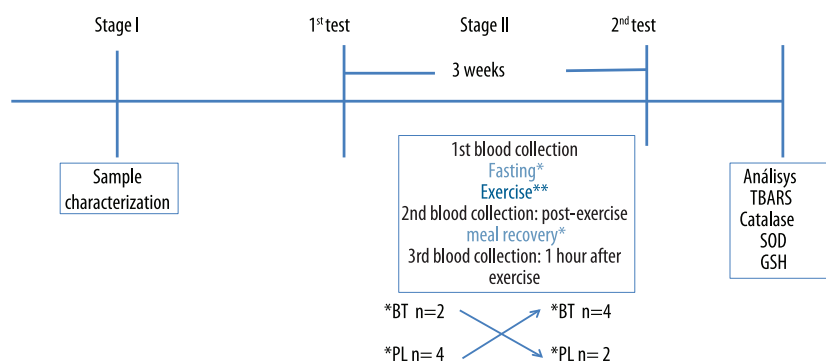 Stage I
1st test
Stage II
2nd test
3 weeks
Sample
characterization
1st blood collection
Fasting*
Exercise**
2nd blood collection: post-exercise
meal recovery*
3rd blood collection: 1 hour after
exercise
Análisys
TBARS
Catalase
SOD
GSH
*BT n=2
*BT n=4
*PL n= 4
*PL n= 2